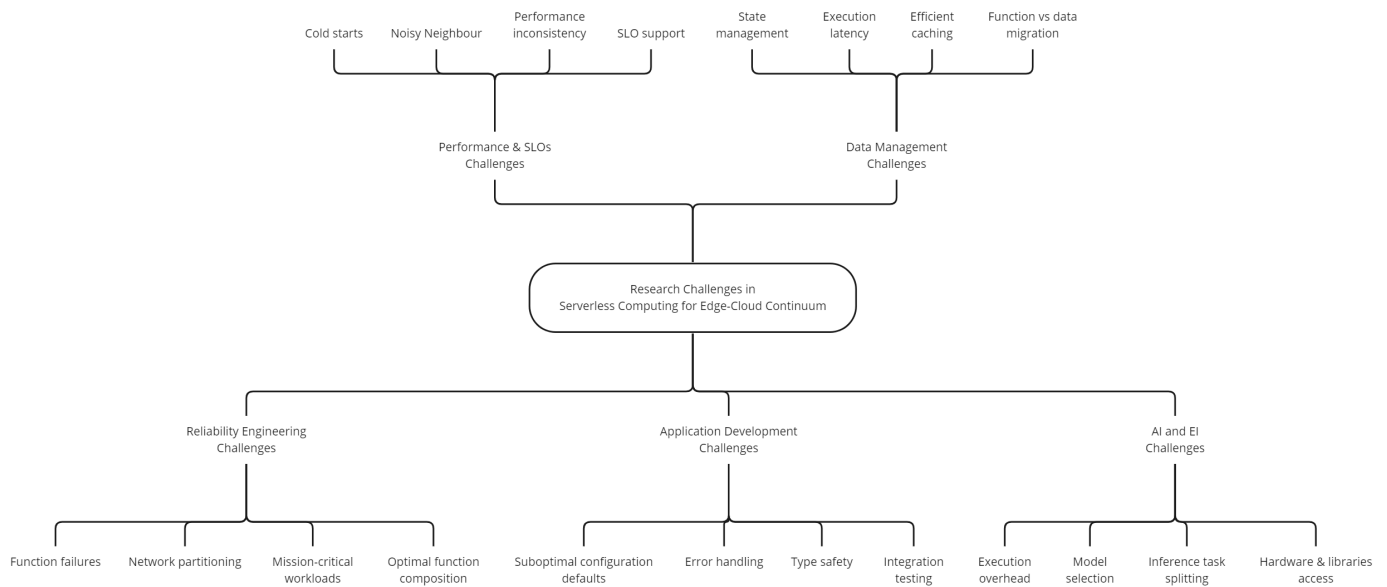 Cold starts
Noisy Neighbour
Performance
inconsistency
SLO support
State
management
Execution
latency
Efficient
caching
Function vs data
migration
Performance & SLOs
Challenges
Data Management
Challenges
Research Challenges in
Serverless Computing for Edge-Cloud Continuum
Reliability Engineering
Challenges
Application Development
Challenges
AI and EI
Challenges
Function failures
Network partitioning
Mission-critical
workloads
Optimal function
composition
Suboptimal configuration
defaults
Error handling
Type safety
Integration
testing
Execution
overhead
Model
selection
Inference task
splitting
Hardware & libraries
access